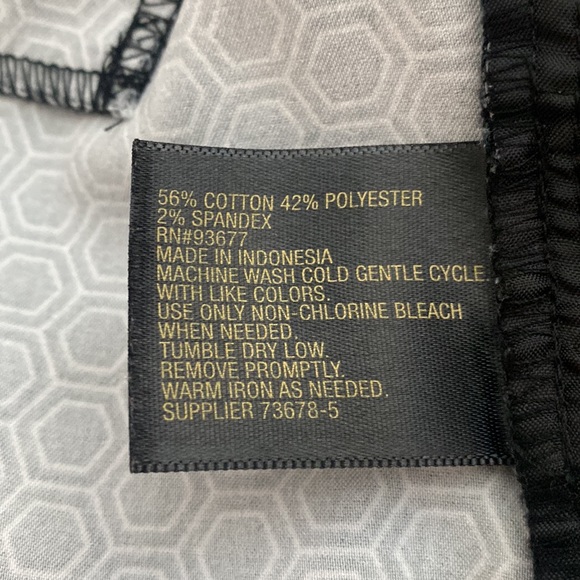 56% COTTON 42% POLYESTER
2% SPANDEX
RN#93677
MADE IN INDONESIA
MACHINE WASH COLD GENTLE CYCLE.
WITH LIKE COLORS.
USE ONLY NON-CHLORINE BLEACH
WHEN NEEDED.
TUMBLE DRY LOW.
REMOVE PROMPTLY.
WARM IRON AS NEEDED.
SUPPLIER 73678-5